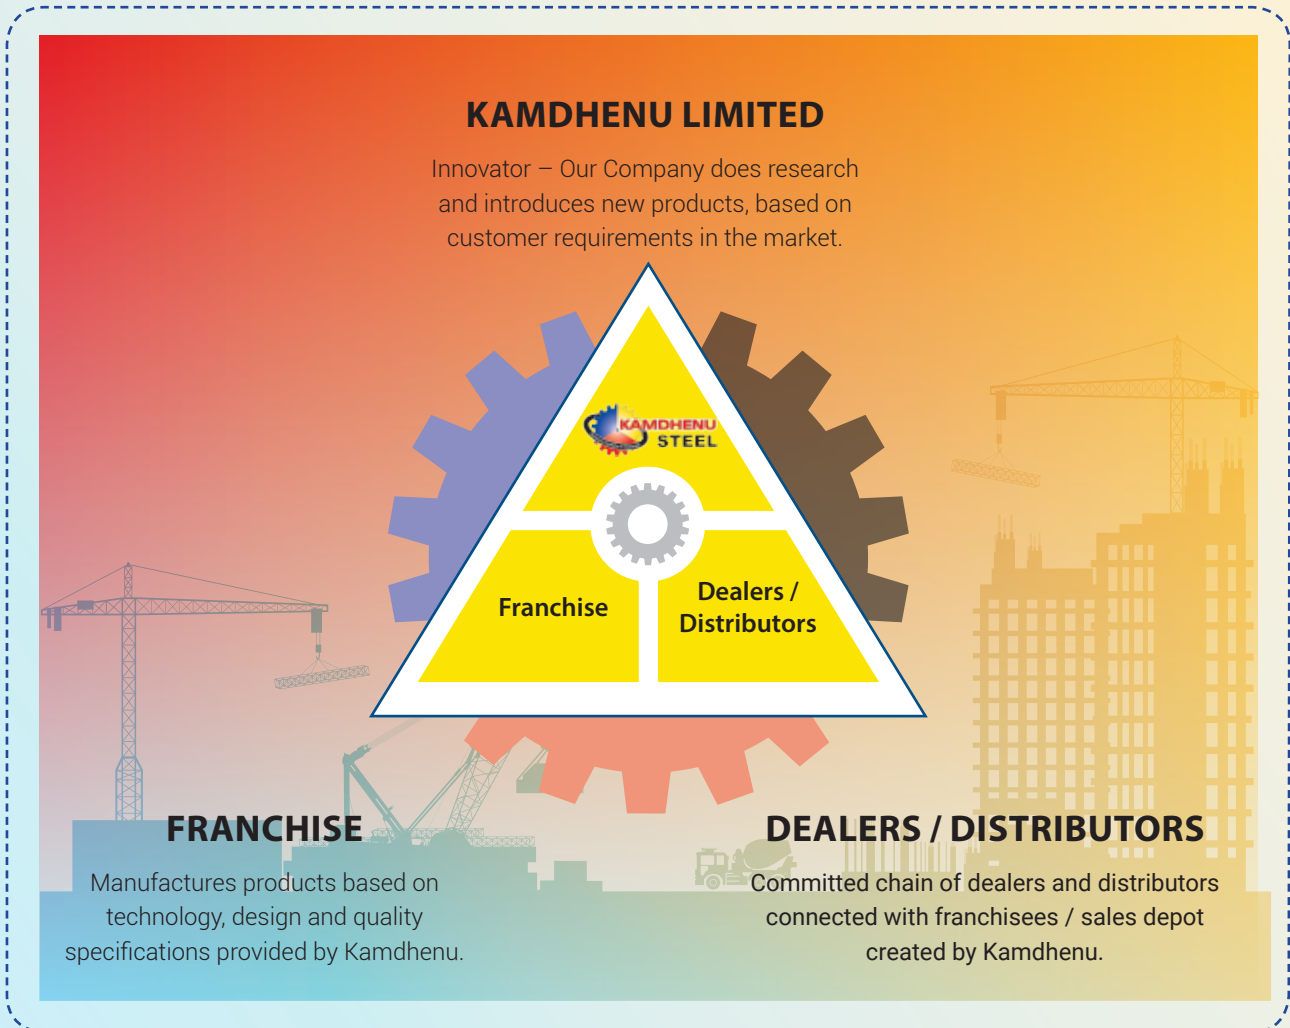 KAMDHENU LIMITED
Innovator – Our Company does research
and introduces new products, based on
customer requirements in the market.
KAMDHENU
STEEL
Franchise
Dealers /
Distributors
FRANCHISE
Manufactures products based on
technology, design and quality
specifications provided by Kamdhenu.
DEALERS / DISTRIBUTORS
Committed chain of dealers and distributors
connected with franchisees / sales depot
created by Kamdhenu.